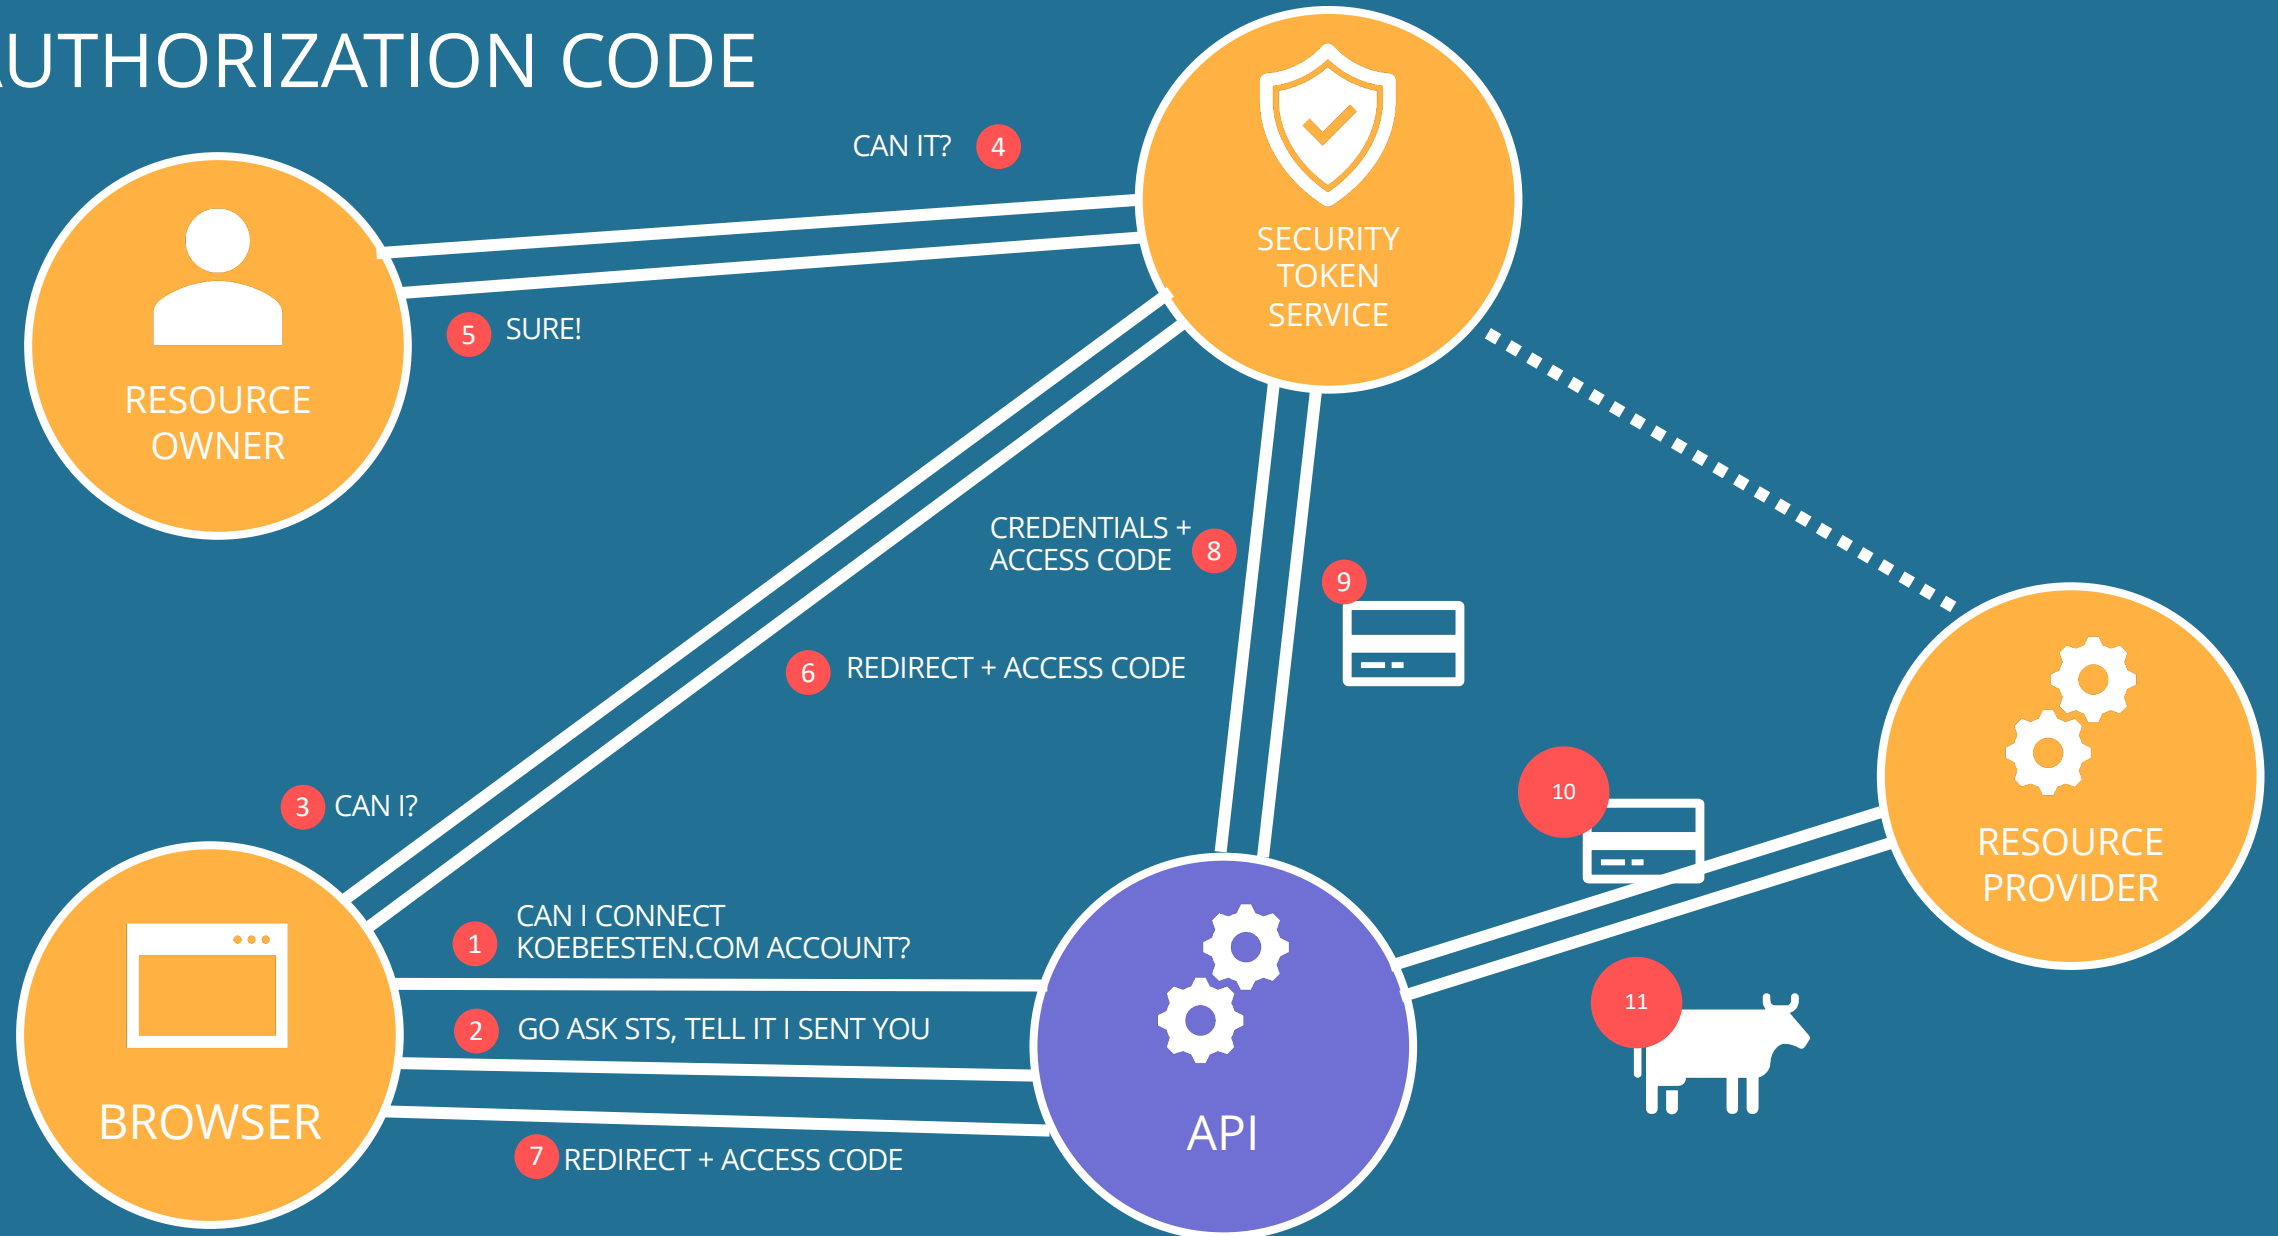 AUTHORIZATION CODE
CAN IT? 4
5 SURE!
RESOURCE
OWNER
SECURITY
TOKEN
SERVICE
CREDENTIALS +
ACCESS CODE 8
9
6 REDIRECT + ACCESS CODE
3 CAN I?
10
RESOURCE
PROVIDER
1 CAN I CONNECT
KOEBEESTEN.COM ACCOUNT?
2 GO ASK STS, TELL IT I SENT YOU
11
BROWSER
API
7 REDIRECT + ACCESS CODE